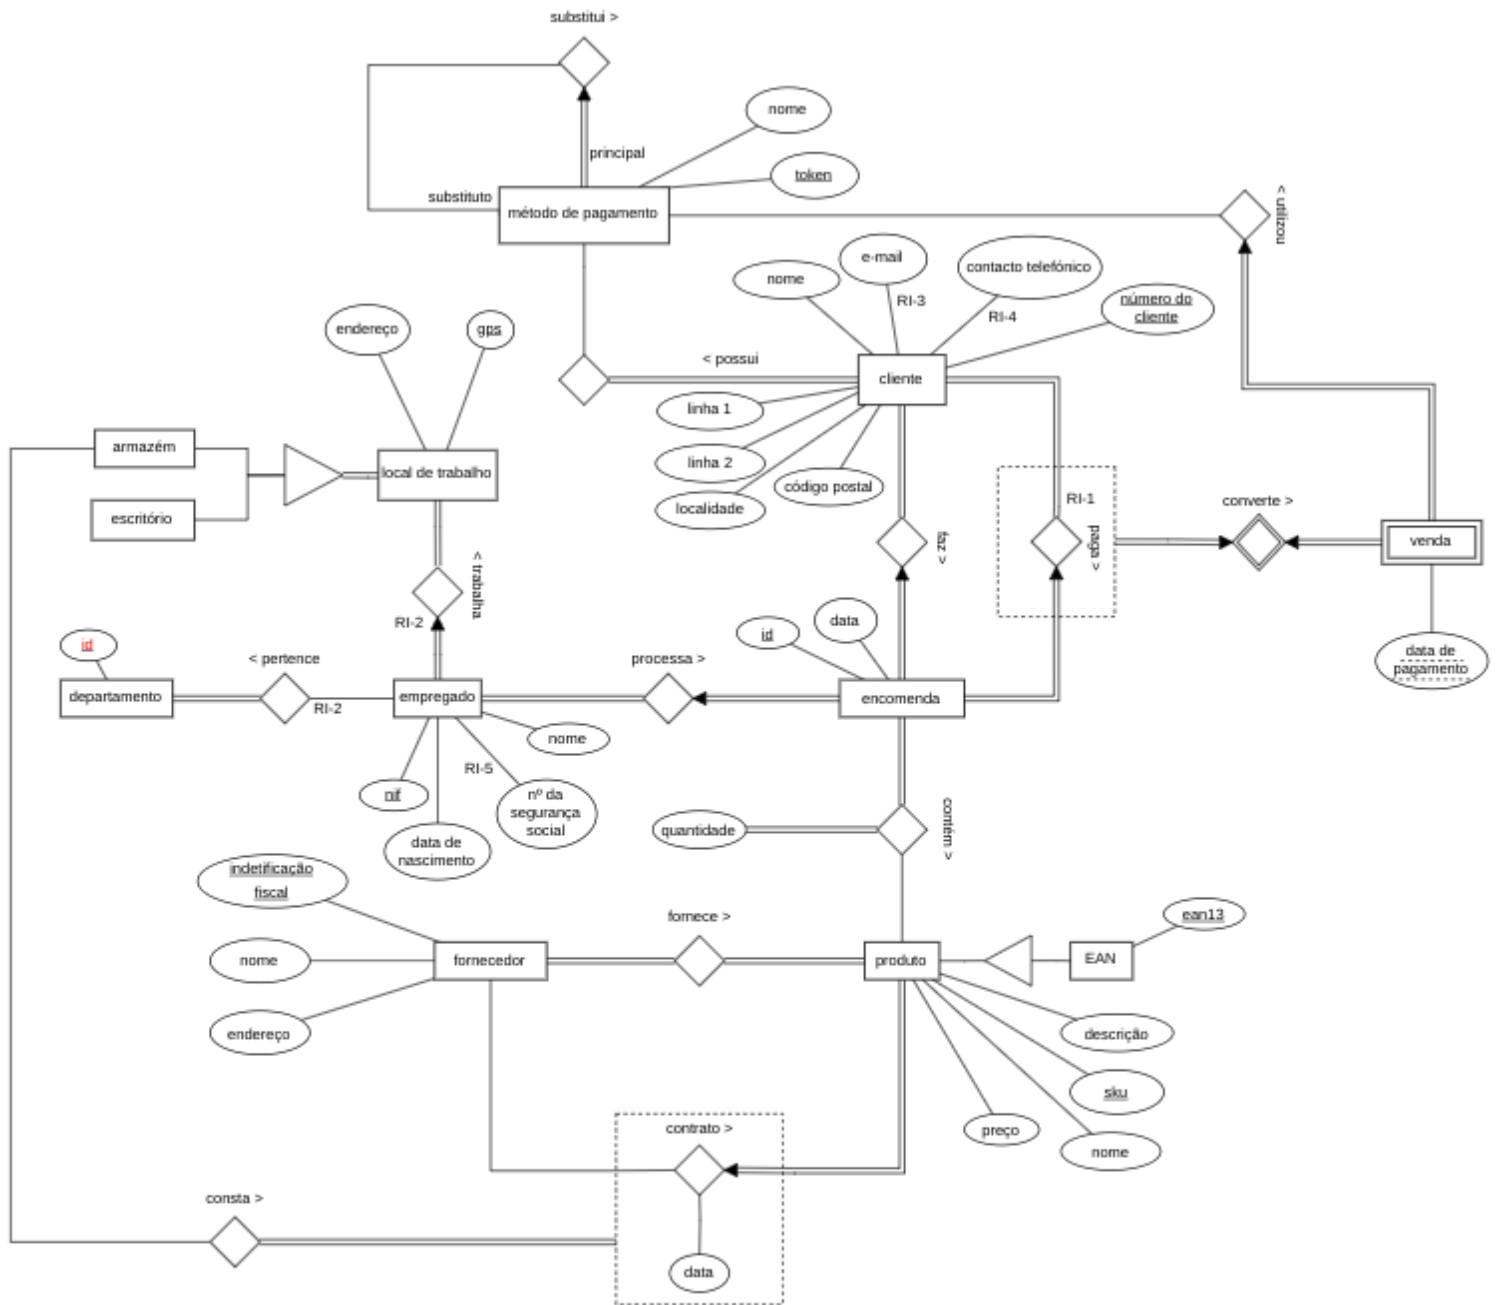 substitui >
nome
principal
token
substituto
método de pagamento
< utilizou
e-mail
nome
contacto telefónico
RI-3
número do
cliente
RI-4
endereço
gps
< possui
cliente
linha 1
armazém
linha 2
local de trabalho
código postal
localidade
RI-1
converte >
escritório
faz >
paga >
venda
< trabalha
RI-2
data
id
id
data de
pagamento
< pertence
processa >
departamento
empregado
encomenda
RI-2
nome
RI-5
nif
nº da
segurança
social
quantidade
contém >
data de
nascimento
indetificação
fiscal
fornece >
ean13
nome
fornecedor
produto
EAN
endereço
descrição
sku
contrato >
preço
nome
consta >
data